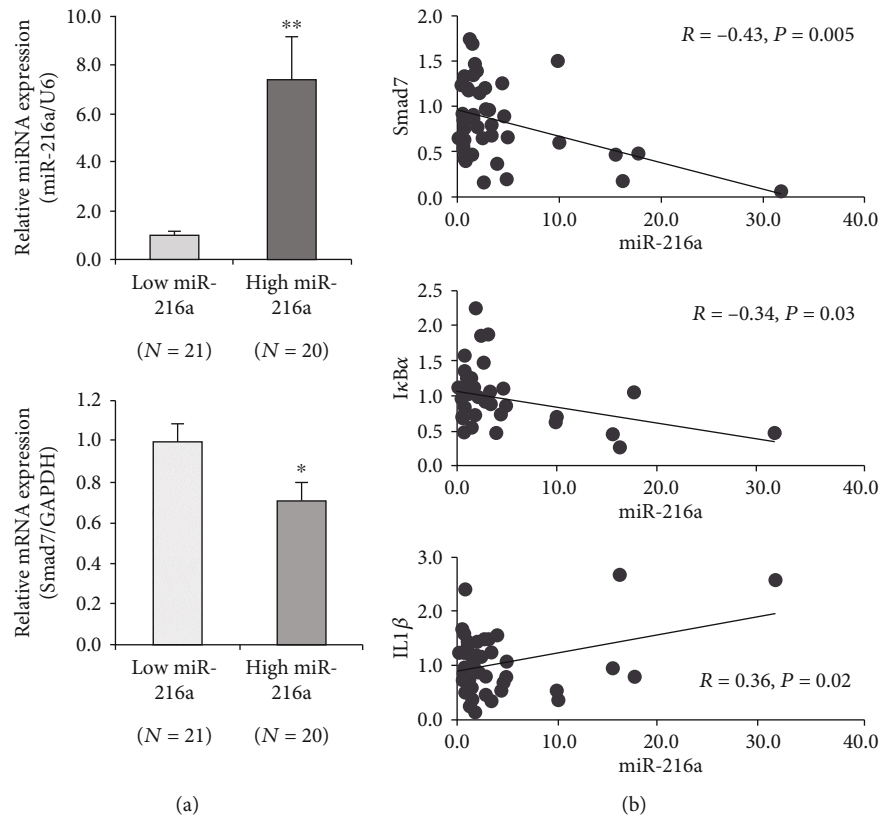 Relative miRNA expression
(miR-216a/U6)
10.0
8.0
6.0
4.0
2.0
0.0
**
Low miR-
216a
High miR-
216a
(N = 21)
(N = 20)
Relative mRNA expression
(Smad7/GAPDH)
1.2
1.0
0.8
0.6
0.4
0.2
0.0
*
Low miR-
216a
High miR-
216a
(N = 21)
(N = 20)
(a)
Smad7
2.0
1.5
1.0
0.5
0.0
R = –0.43, P = 0.005
0.0 10.0 20.0 30.0 40.0
miR-216a
IκBα
2.5
2.0
1.5
1.0
0.5
0.0
R = –0.34, P = 0.03
0.0 10.0 20.0 30.0 40.0
miR-216a
IL1β
3.0
2.0
1.0
0.0
R = 0.36, P = 0.02
0.0 10.0 20.0 30.0 40.0
miR-216a
(b)